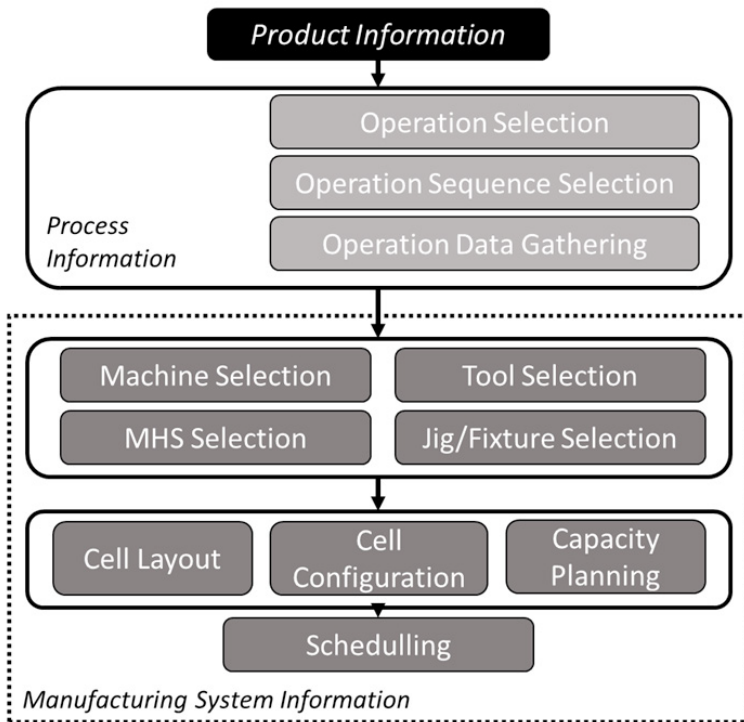 Product Information
Operation Selection
Operation Sequence Selection
Operation Data Gathering
Process
Information
Machine Selection
Tool Selection
MHS Selection
Jig/Fixture Selection
Cell Layout
Cell
Configuration
Capacity
Planning
Schedulling
Manufacturing System Information